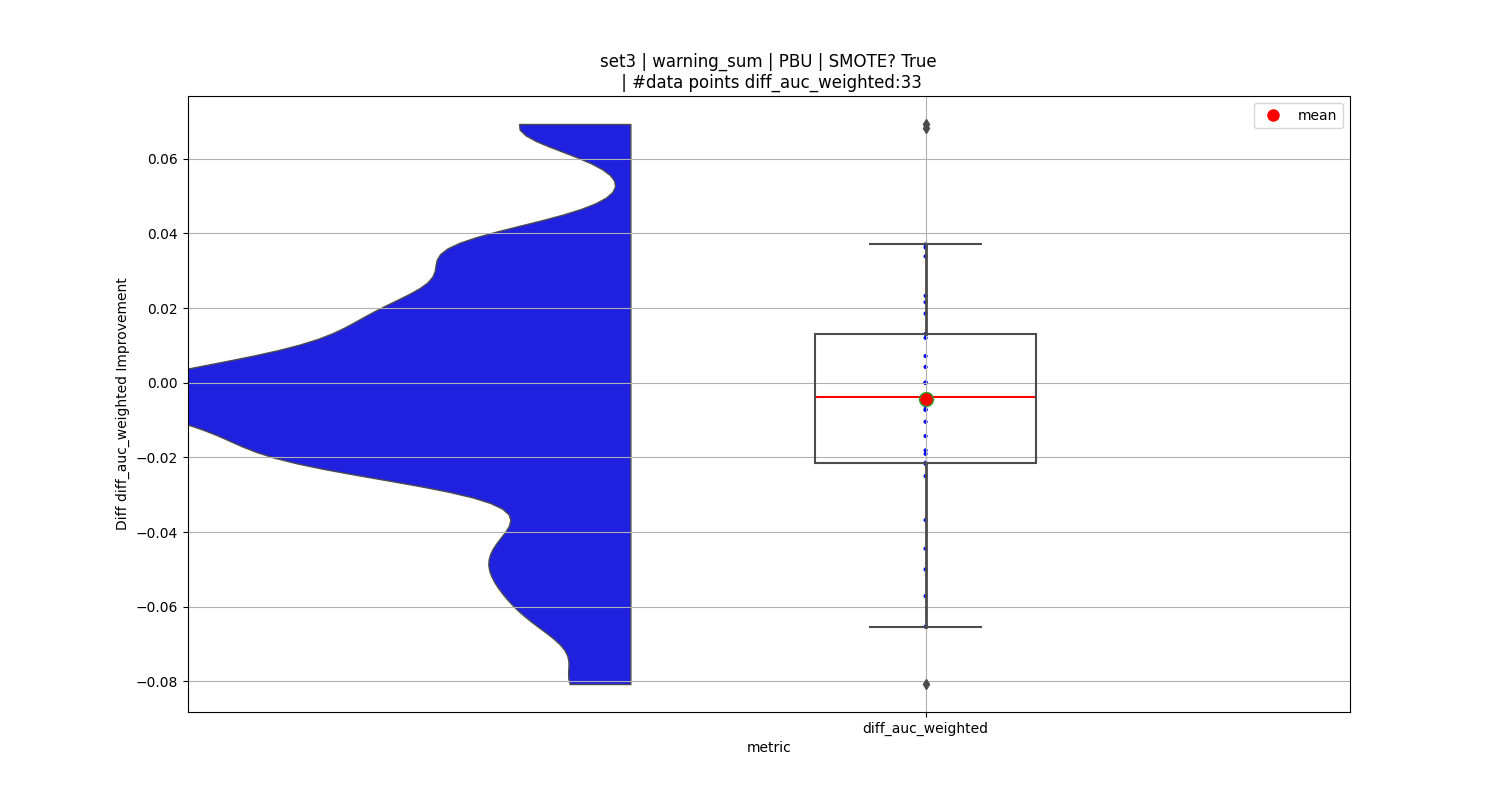 set3 | warning_sum | PBU | SMOTE? True
| #data points diff_auc_weighted:33
mean
0.06
0.04
0.02
0.00
−0.02
−0.04
−0.06
−0.08
Diff diff_auc_weighted Improvement
diff_auc_weighted
metric